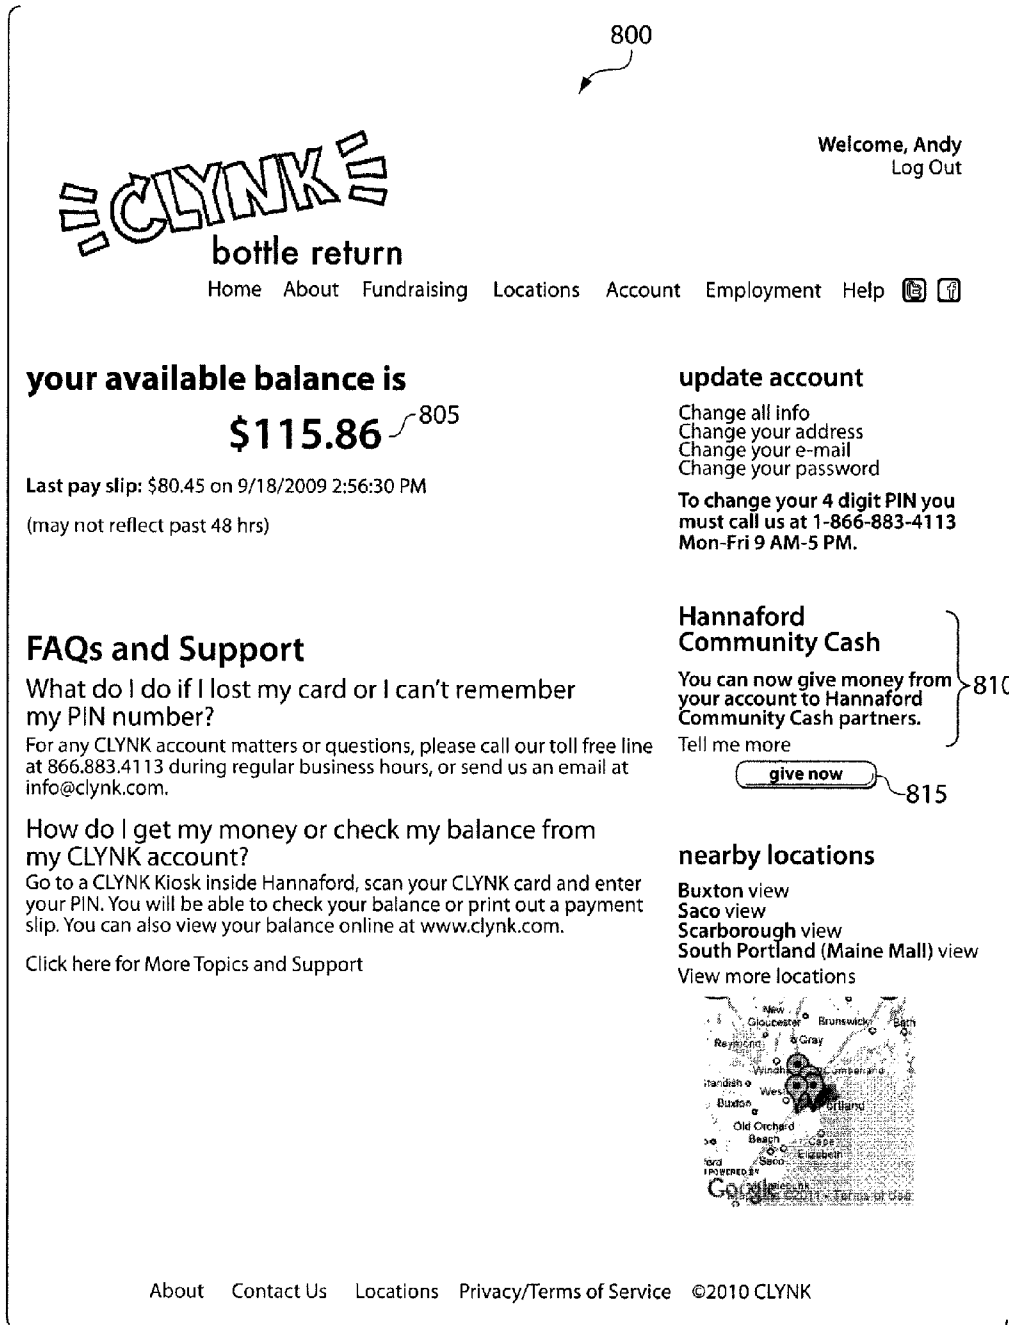 800
Welcome, Andy
Log Out
CLYNK
bottle return
Home About Fundraising Locations Account Employment Help
your available balance is
$115.86 805
Last pay slip: $80.45 on 9/18/2009 2:56:30 PM
(may not reflect past 48 hrs)
FAQs and Support
What do I do if I lost my card or I can't remember
my PIN number?
For any CLYNK account matters or questions, please call our toll free line
at 866.883.4113 during regular business hours, or send us an email at
info@clynk.com.
How do I get my money or check my balance from
my CLYNK account?
Go to a CLYNK Kiosk inside Hannaford, scan your CLYNK card and enter
your PIN. You will be able to check your balance or print out a payment
slip. You can also view your balance online at www.clynk.com.
Click here for More Topics and Support
update account
Change all info
Change your address
Change your e-mail
Change your password
To change your 4 digit PIN you
must call us at 1-866-883-4113
Mon-Fri 9 AM-5 PM.
Hannaford
Community Cash
You can now give money from
your account to Hannaford
Community Cash partners.
810
Tell me more
give now
815
nearby locations
Buxton view
Saco view
Scarborough view
South Portland (Maine Mall) view
View more locations
New
Gloucester Brunswick Bath
Raymond Gray
Cumberland
Buxton
Old Orchard
Beach Cape
Elizabeth
Saco
POWERED BY
Google
©2011 - Terms of Use
About Contact Us Locations Privacy/Terms of Service ©2010 CLYNK